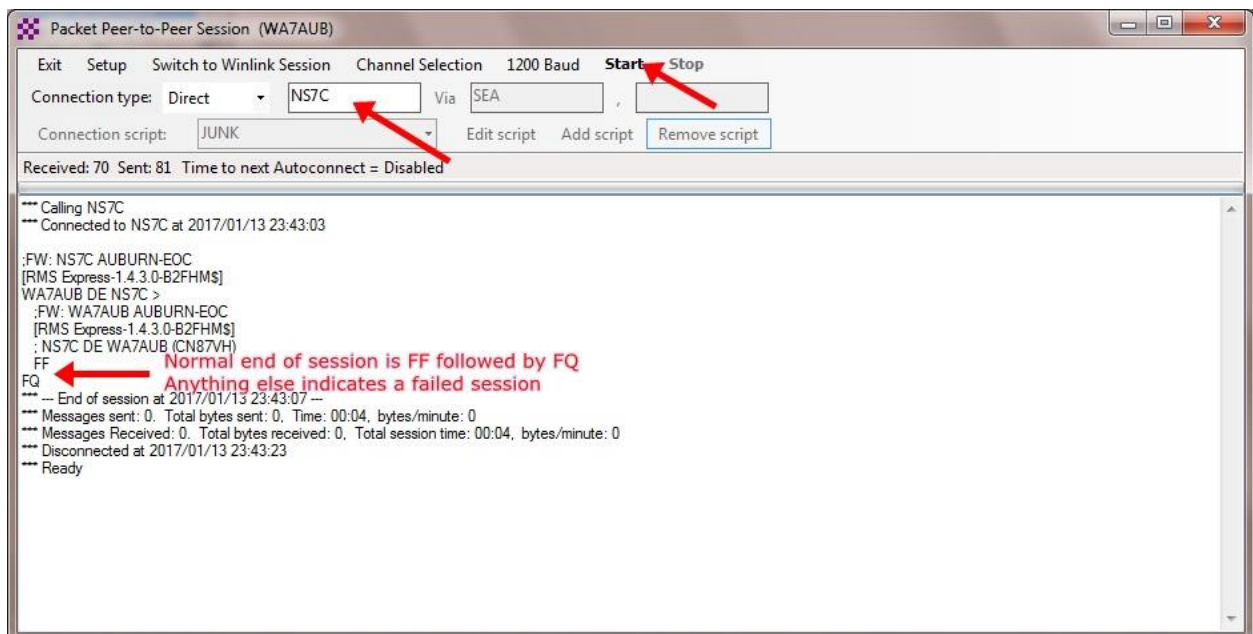 Packet Peer-to-Peer Session (WA7AUB)
Exit Setup Switch to Winlink Session Channel Selection 1200 Baud Start Stop
Connection type: Direct NS7C Via SEA ,
Connection script: JUNK Edit script Add script Remove script
Received: 70 Sent: 81 Time to next Autoconnect = Disabled
*** Calling NS7C
*** Connected to NS7C at 2017/01/13 23:43:03
;FW: NS7C AUBURN-EOC
[RMS Express-1.4.3.0-B2FHM$]
WA7AUB DE NS7C >
;FW: WA7AUB AUBURN-EOC
[RMS Express-1.4.3.0-B2FHM$]
; NS7C DE WA7AUB (CN87VH)
FF
Normal end of session is FF followed by FQ
FQ
Anything else indicates a failed session
*** --- End of session at 2017/01/13 23:43:07 ---
*** Messages sent: 0. Total bytes sent: 0, Time: 00:04, bytes/minute: 0
*** Messages Received: 0. Total bytes received: 0, Total session time: 00:04, bytes/minute: 0
*** Disconnected at 2017/01/13 23:43:23
*** Ready